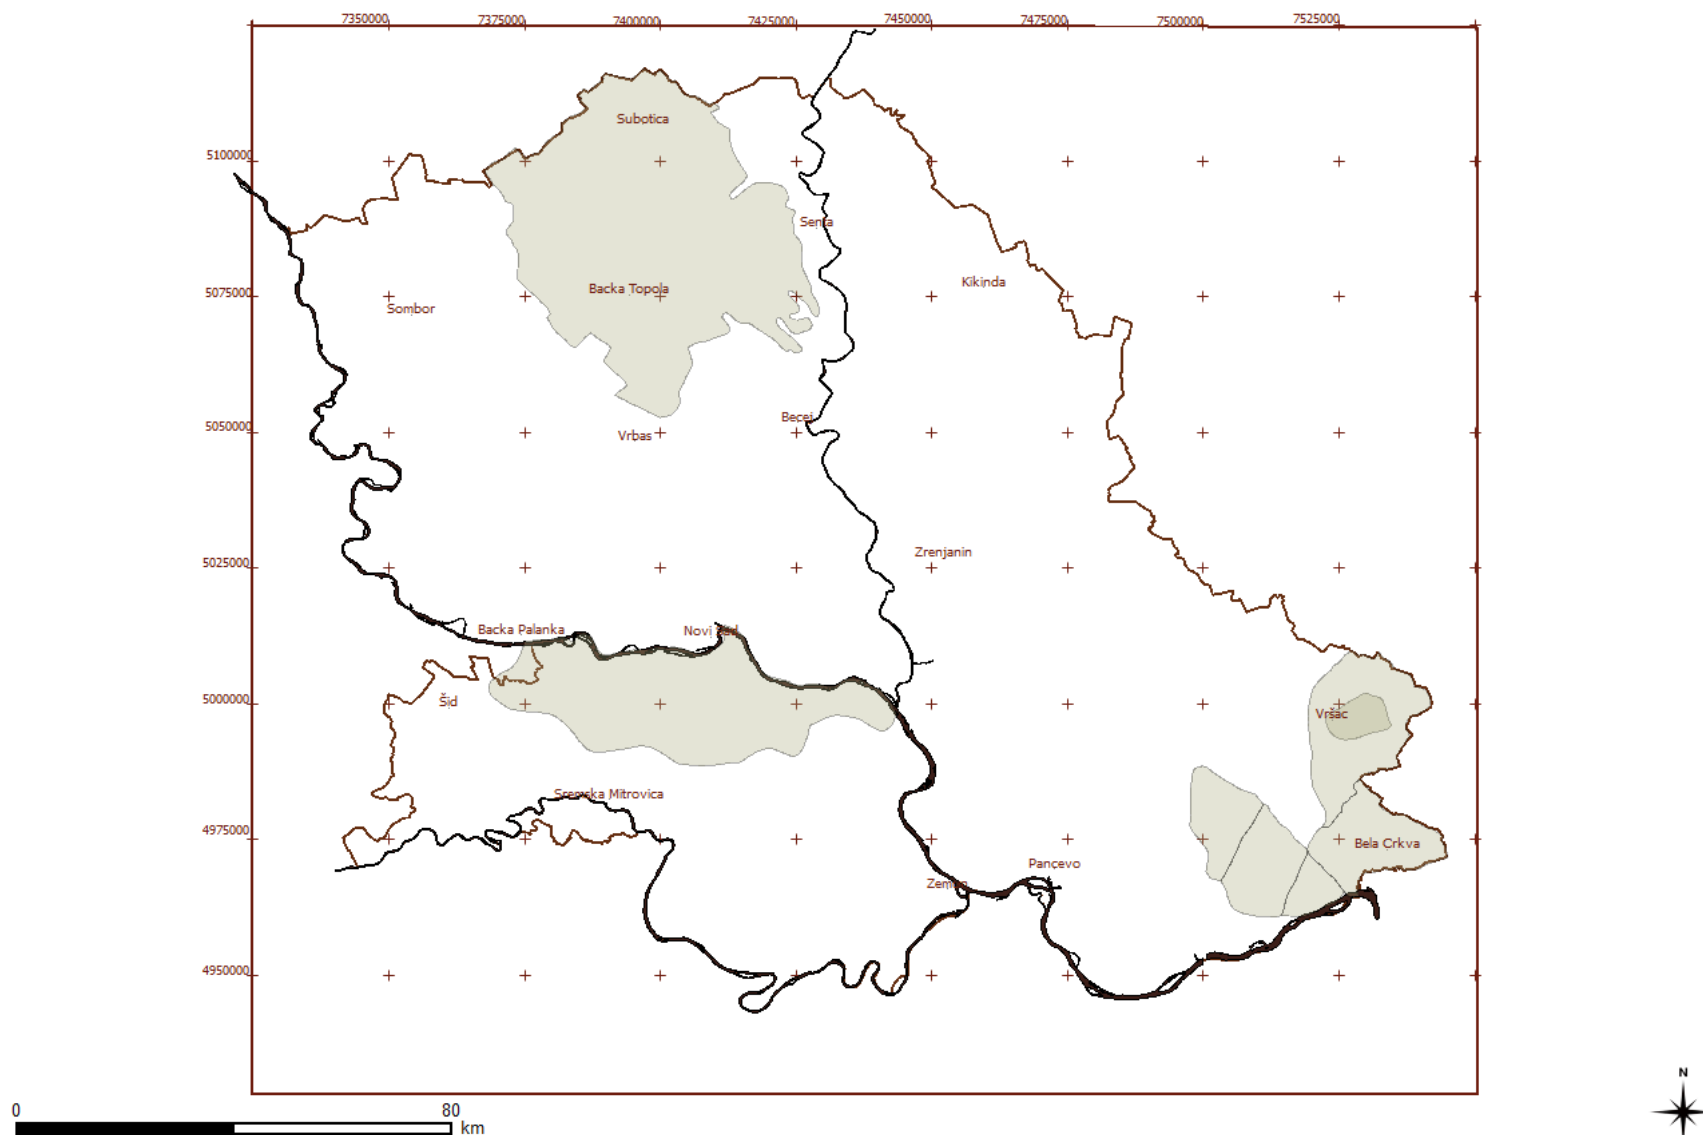 7350000 7375000 7400000 7425000 7450000 7475000 7500000 7525000
Subotica
5100000
Senta
Kikinda
Backa Topola
5075000
Sombor
Becej
5050000
Vrbas
Zrenjanin
5025000
Backa Palanka
Novi Sad
Šid
5000000
Vršac
Sremska Mitrovica
4975000
Bela Crkva
Pancevo
Zemun
4950000
N
0 80
km